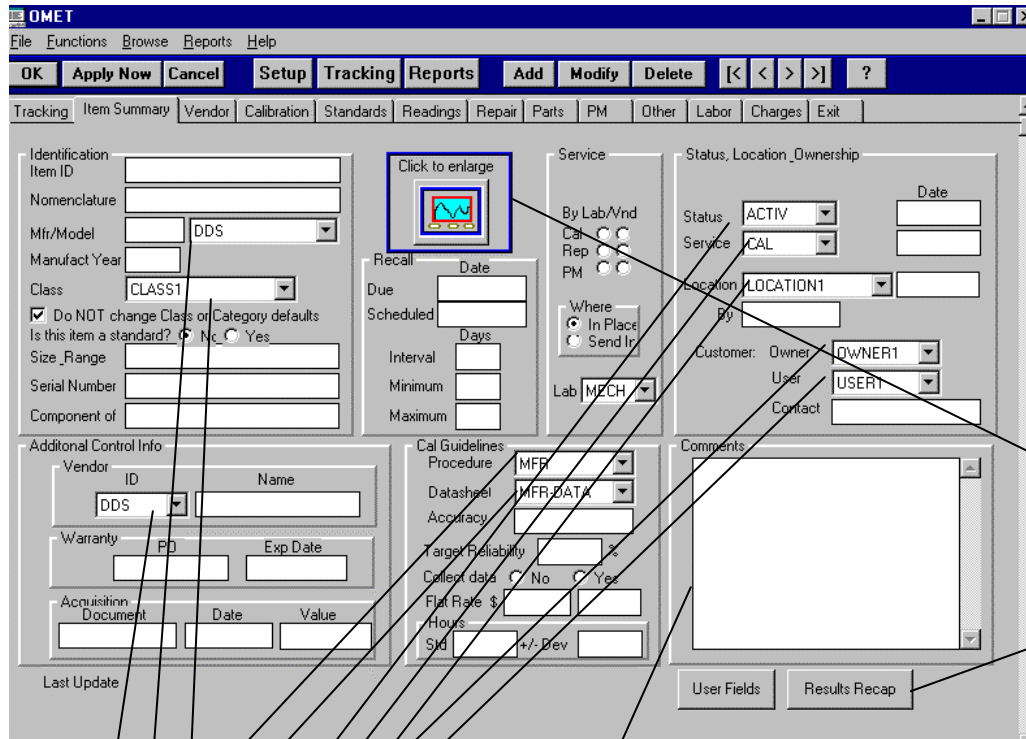 OMET
File Functions Browse Reports Help
OK Apply Now Cancel Setup Tracking Reports Add Modify Delete [< < > >] ?
Tracking Item Summary Vendor Calibration Standards Readings Repair Parts PM Other Labor Charges Exit
Identification
Item ID
Nomenclature
Mfr/Model DDS
Manufact Year
Class CLASS1
Do NOT change Class or Category defaults
Is this item a standard? No Yes
Size_Range
Serial Number
Component of
Click to enlarge
Recall
Date
Due
Scheduled
Days
Interval
Minimum
Maximum
Service
By Lab/Vnd
Cal
Rep
PM
Where
In Place
Send In
Lab MECH
Status, Location_Ownership
Date
Status ACTIV
Service CAL
Location LOCATION1
By
Customer: Owner OWNER1
User USER1
Contact
Additonal Control Info
Vendor
ID Name
DDS
Warranty
PO Exp Date
Acquisition
Document Date Value
Last Update
Cal Guidelines
Procedure MFR
Datasheet MFR-DATA
Accuracy
Target Reliability %
Collect data No Yes
Flat Rate $
Hours
Std +/- Dev
Comments
User Fields Results Recap